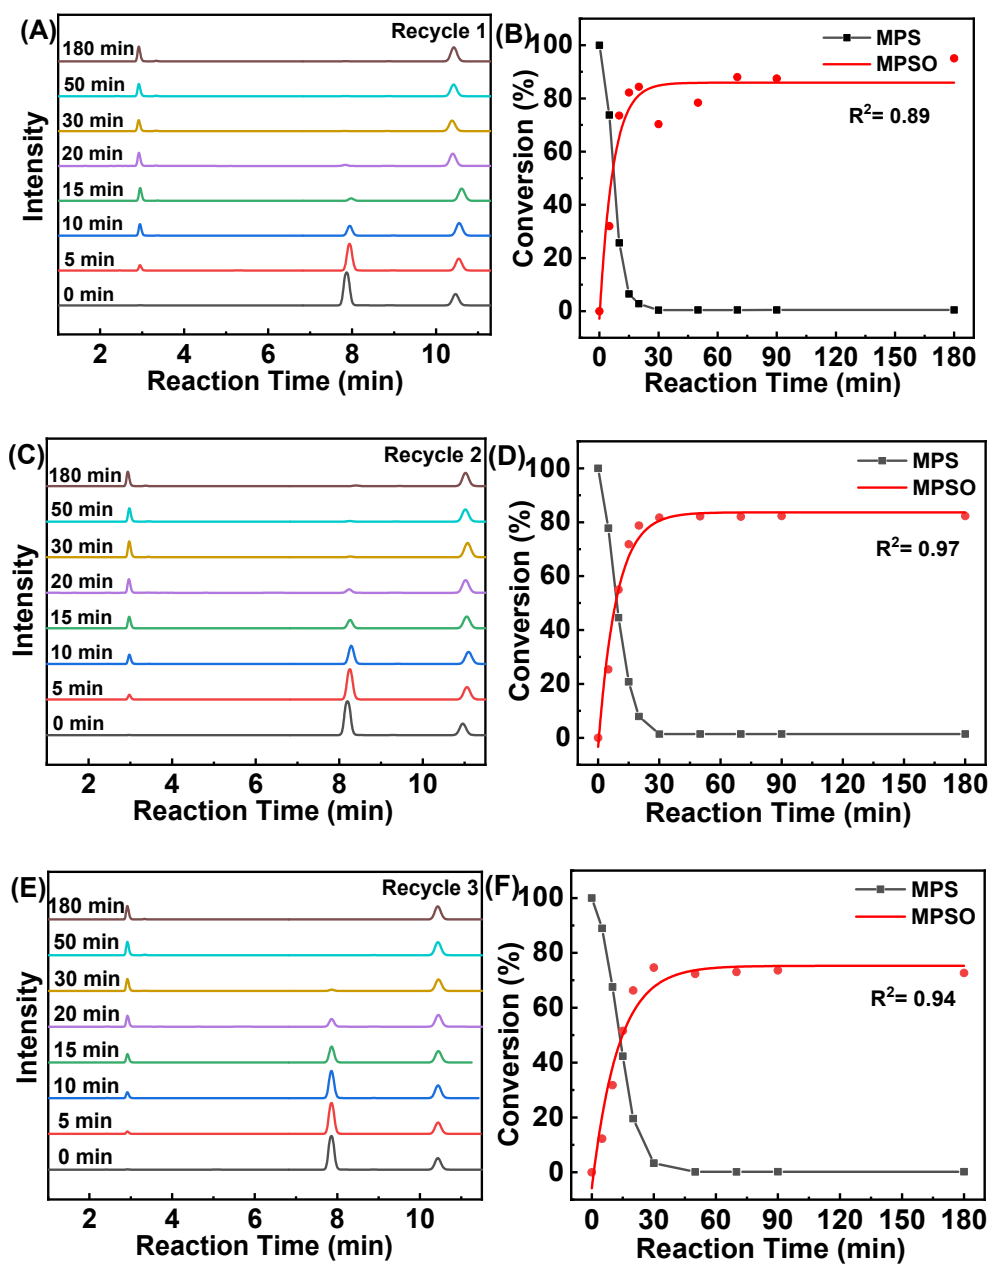 (A)
Recycle 1
180 min
50 min
30 min
20 min
15 min
10 min
5 min
0 min
Intensity
2 4 6 8 10
Reaction Time (min)
(B)
MPS
MPSO
R²= 0.89
100
80
60
40
20
0
Conversion (%)
0 30 60 90 120 150 180
Reaction Time (min)
(C)
Recycle 2
180 min
50 min
30 min
20 min
15 min
10 min
5 min
0 min
Intensity
2 4 6 8 10
Reaction Time (min)
(D)
MPS
MPSO
R²= 0.97
100
80
60
40
20
0
Conversion (%)
0 30 60 90 120 150 180
Reaction Time (min)
(E)
Recycle 3
180 min
50 min
30 min
20 min
15 min
10 min
5 min
0 min
Intensity
2 4 6 8 10
Reaction Time (min)
(F)
MPS
MPSO
R²= 0.94
100
80
60
40
20
0
Conversion (%)
0 30 60 90 120 150 180
Reaction Time (min)